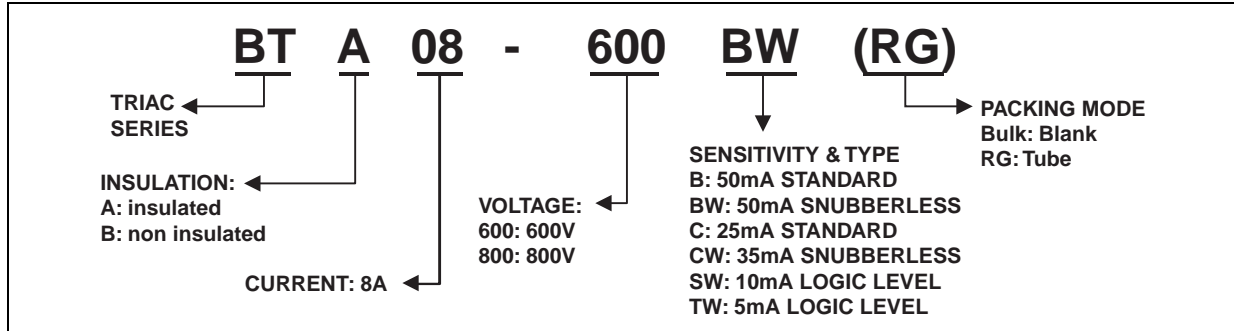 BT A 08 - 600 BW (RG)
TRIAC
SERIES
INSULATION:
A: insulated
B: non insulated
CURRENT: 8A
VOLTAGE:
600: 600V
800: 800V
SENSITIVITY & TYPE
B: 50mA STANDARD
BW: 50mA SNUBBERLESS
C: 25mA STANDARD
CW: 35mA SNUBBERLESS
SW: 10mA LOGIC LEVEL
TW: 5mA LOGIC LEVEL
PACKING MODE
Bulk: Blank
RG: Tube